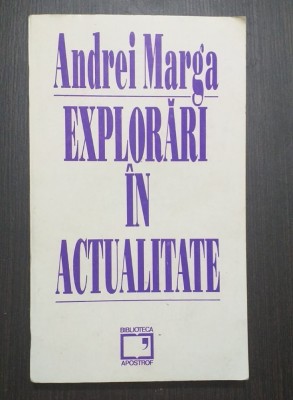 Andrei Marga
EXPLORĂRI
ÎN
ACTUALITATE
BIBLIOTECA
APOSTROF